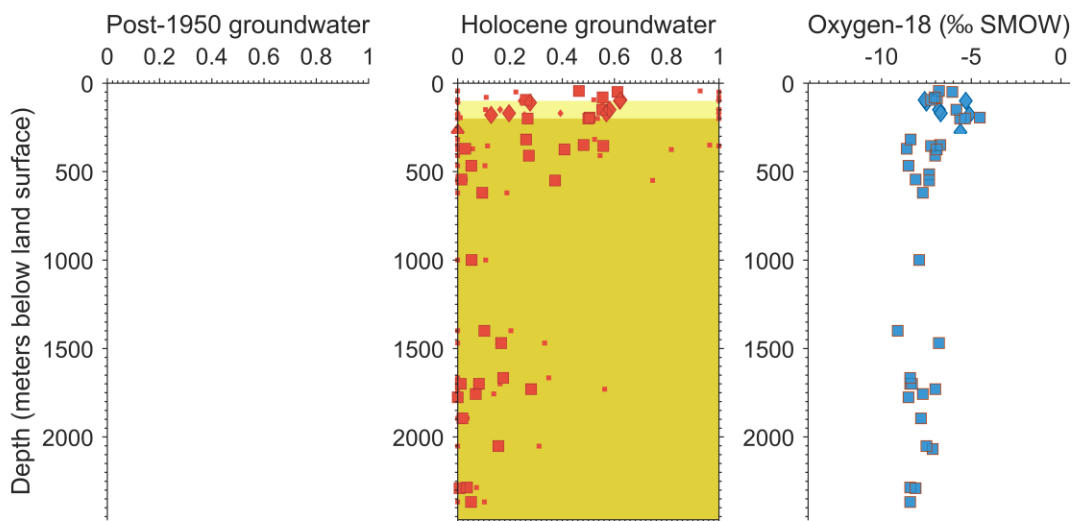 Post-1950 groundwater
Holocene groundwater
Oxygen-18 (‰ SMOW)
0 0.2 0.4 0.6 0.8 1
0 0.2 0.4 0.6 0.8 1
-10 -5 0
Depth (meters below land surface)
0
500
1000
1500
2000
0
500
1000
1500
2000
0
500
1000
1500
2000